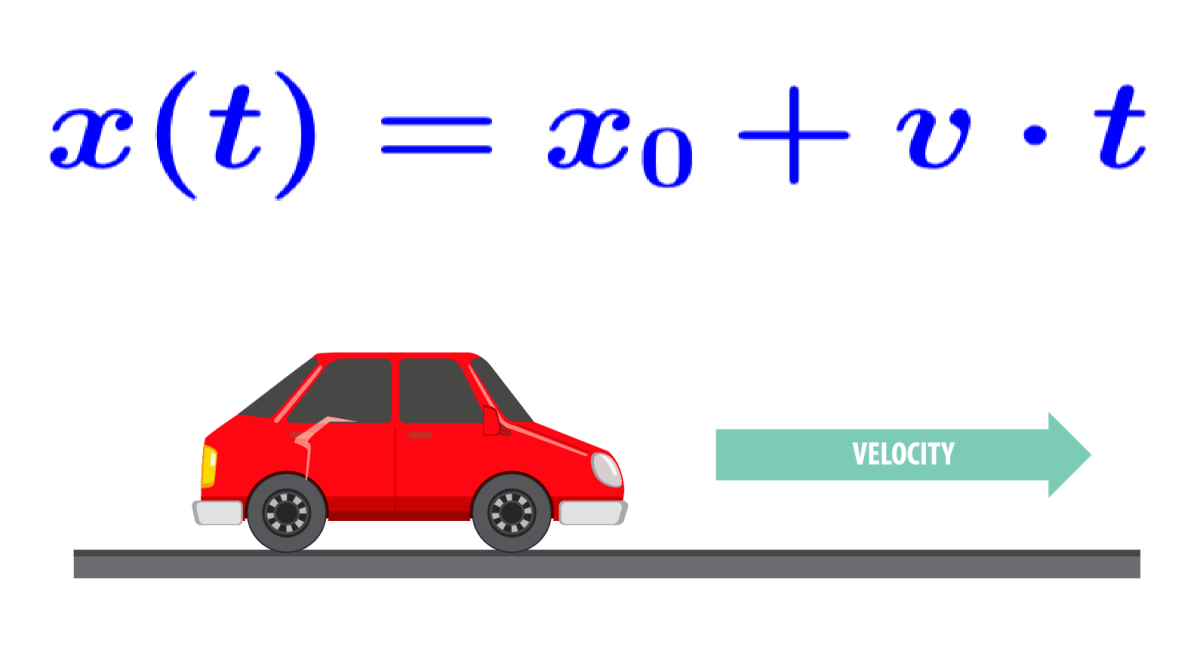 x(t) = x₀ + v · t
VELOCITY